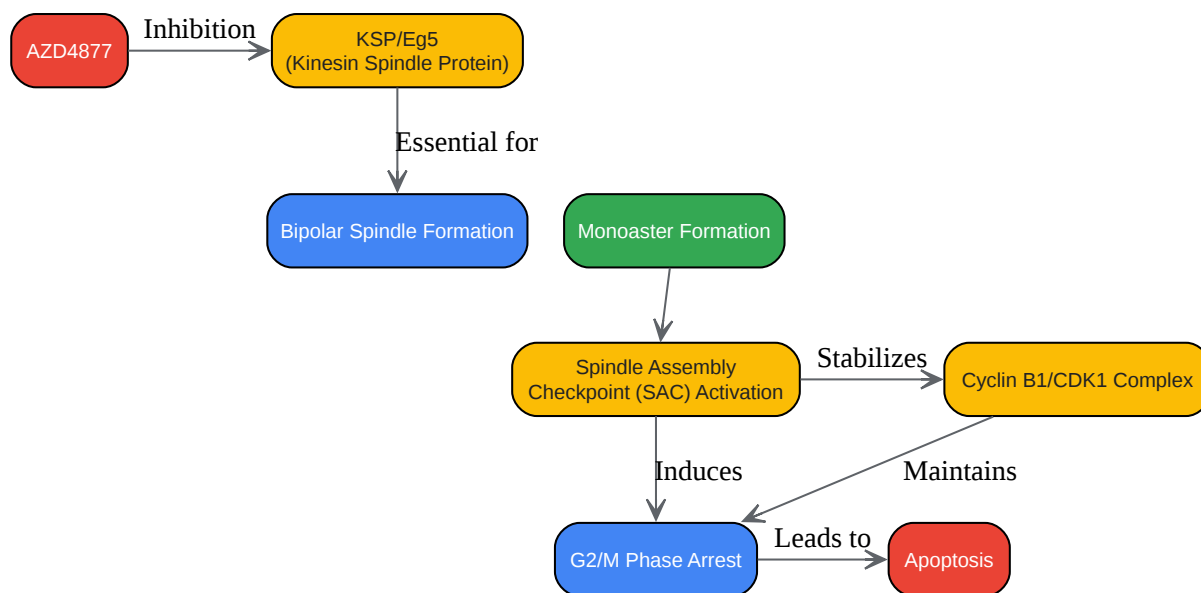 Inhibition
AZD4877
KSP/Eg5
(Kinesin Spindle Protein)
Essential for
Bipolar Spindle Formation
Monoaster Formation
Spindle Assembly
Checkpoint (SAC) Activation
Stabilizes
Cyclin B1/CDK1 Complex
Induces
Maintains
G2/M Phase Arrest
Leads to
Apoptosis